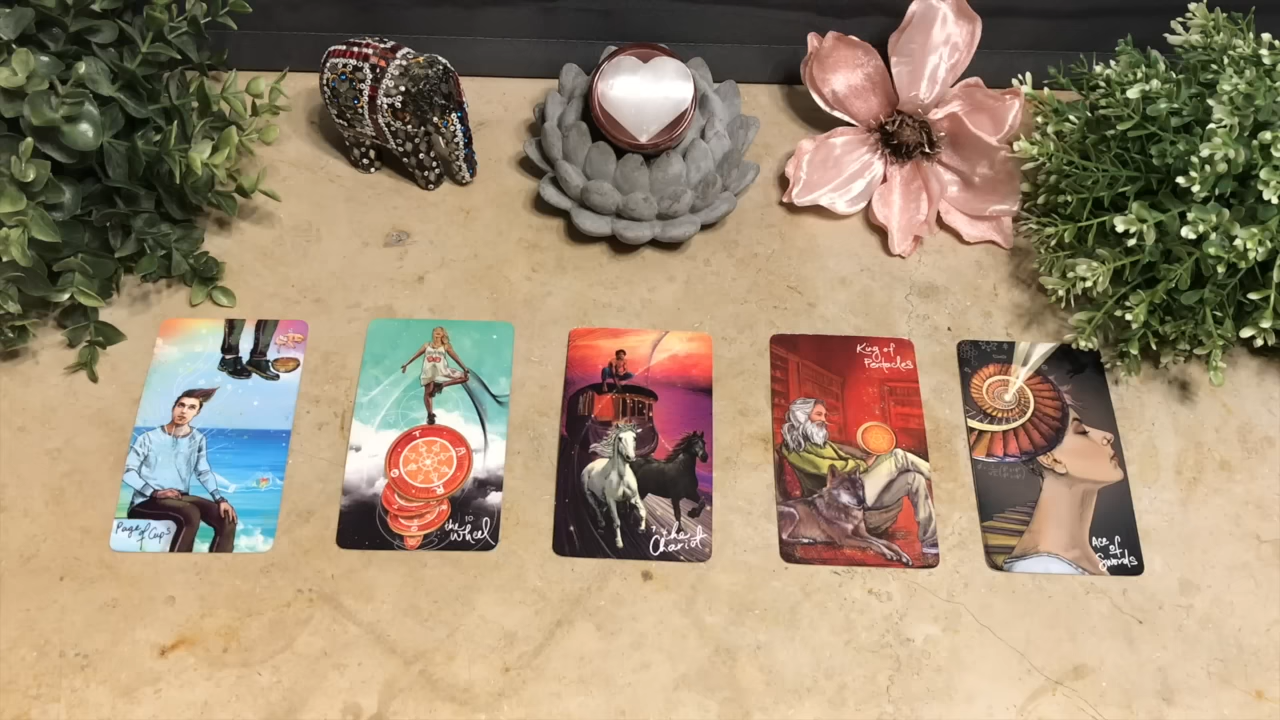 Page of Cups
T A R O
10
the
Wheel
7
the
Chariot
King of
Pentacles
Ace
of
Swords